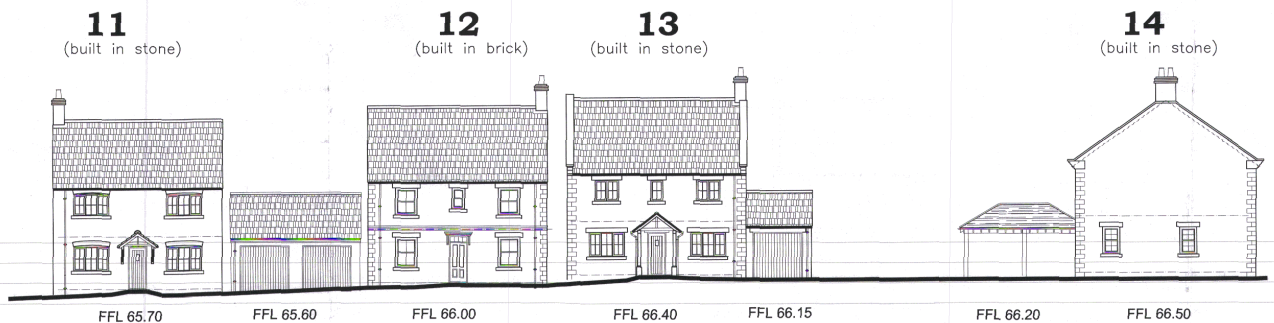 11
(built in stone)
12
(built in brick)
13
(built in stone)
14
(built in stone)
FFL 65.70
FFL 65.60
FFL 66.00
FFL 66.40
FFL 66.15
FFL 66.20
FFL 66.50